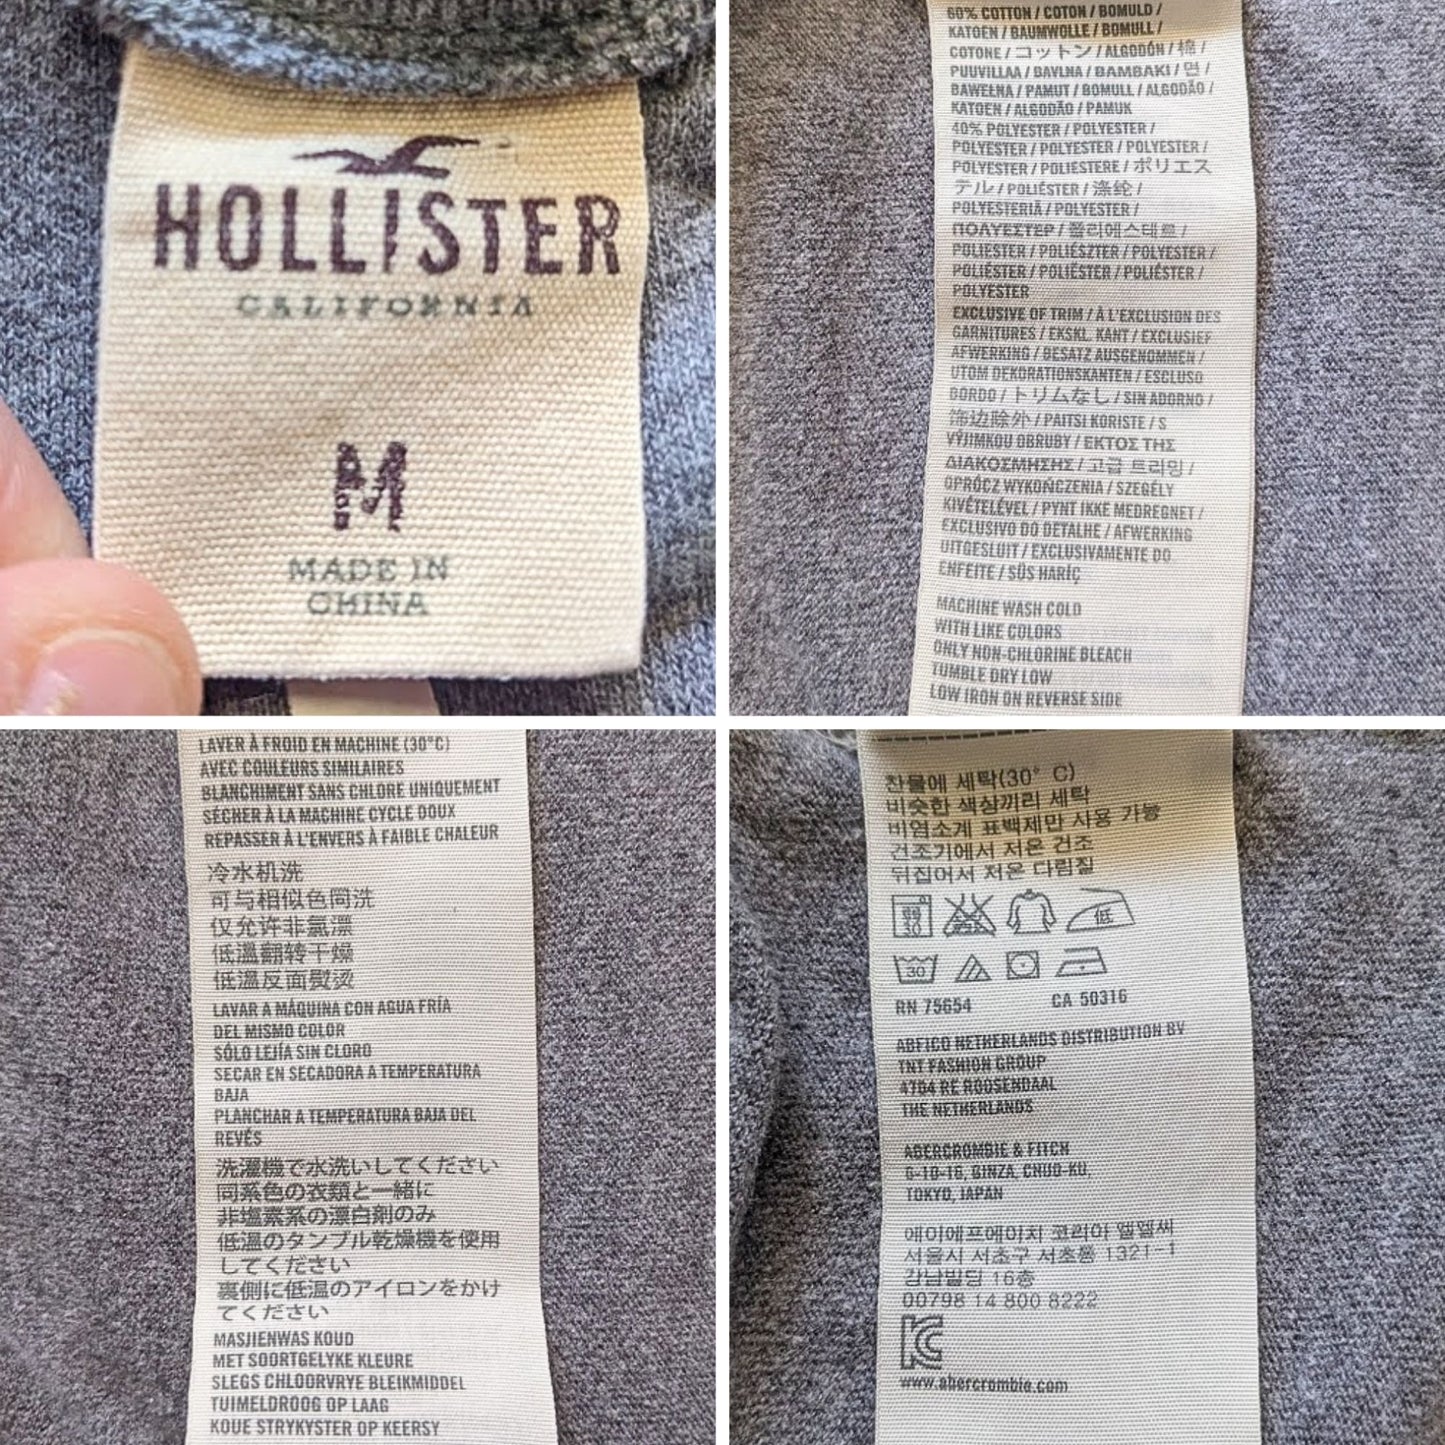 HOLLISTER
CALIFORNIA
M
MADE IN
CHINA
60% COTTON / COTON / BOMULD /
KATOEN / BAUMWOLLE / BOMULL /
COTONE / コットン / ALGODÓN / 棉 /
PUUVILLAA / BAVLNA / BAMBAKI / 면 /
BAWEŁNA / PAMUT / BOMULL / ALGODÃO /
KATOEN / ALGODÃO / PAMUK
40% POLYESTER / POLYESTER /
POLYESTER / POLYESTER / POLYESTER /
POLYESTER / POLIESTERE / ポリエス
テル / POLIÉSTER / 涤纶 /
POLYESTERIÄ / POLYESTER /
ΠΟΛΥΕΣΤΕΡ / 폴리에스테르 /
POLIESTER / POLIÉSZTER / POLYESTER /
POLIÉSTER / POLIÉSTER / POLIÉSTER /
POLYESTER
EXCLUSIVE OF TRIM / À L'EXCLUSION DES
GARNITURES / EKSKL. KANT / EXCLUSIEF
AFWERKING / BESATZ AUSGENOMMEN /
UTOM DEKORATIONSKANTEN / ESCLUSO
BORDO / トリムなし / SIN ADORNO /
饰边除外 / PAITSI KORISTE / S
VÝJIMKOU OBRUBY / ΕΚΤΟΣ ΤΗΣ
ΔΙΑΚΟΣΜΗΣΗΣ / 고급 트리밍 /
OPRÓCZ WYKOŃCZENIA / SZEGÉLY
KIVÉTELÉVEL / PYNT IKKE MEDREGNET /
EXCLUSIVO DO DETALHE / AFWERKING
UITGESLUIT / EXCLUSIVAMENTE DO
ENFEITE / SÜS HARİÇ
MACHINE WASH COLD
WITH LIKE COLORS
ONLY NON-CHLORINE BLEACH
TUMBLE DRY LOW
LOW IRON ON REVERSE SIDE
LAVER À FROID EN MACHINE (30°C)
AVEC COULEURS SIMILAIRES
BLANCHIMENT SANS CHLORE UNIQUEMENT
SÉCHER À LA MACHINE CYCLE DOUX
REPASSER À L'ENVERS À FAIBLE CHALEUR
冷水机洗
可与相似色同洗
仅允许非氯漂
低温翻转干燥
低温反面熨烫
LAVAR A MÁQUINA CON AGUA FRÍA
DEL MISMO COLOR
SÓLO LEJÍA SIN CLORO
SECAR EN SECADORA A TEMPERATURA
BAJA
PLANCHAR A TEMPERATURA BAJA DEL
REVÉS
洗濯機で水洗いしてください
同系色の衣類と一緒に
非塩素系の漂白剤のみ
低温のタンブル乾燥機を使用
してください
裏側に低温のアイロンをかけ
てください
MASJIENWAS KOUD
MET SOORTGELYKE KLEURE
SLEGS CHLOORVRYE BLEIKMIDDEL
TUIMELDROOG OP LAAG
KOUE STRYKYSTER OP KEERSY
찬물에 세탁(30° C)
비슷한 색상끼리 세탁
비염소계 표백제만 사용 가능
건조기에서 저온 건조
뒤집어서 저온 다림질
30 低
30
RN 75654 CA 50316
ABFICO NETHERLANDS DISTRIBUTION BV
TNT FASHION GROUP
4704 RE ROOSENDAAL
THE NETHERLANDS
ABERCROMBIE & FITCH
6-10-16, GINZA, CHUO-KU,
TOKYO, JAPAN
에이에프에이치 코리아 엘엘씨
서울시 서초구 서초동 1321-1
강남빌딩 16층
00798 14 800 8222
www.abercrombie.com